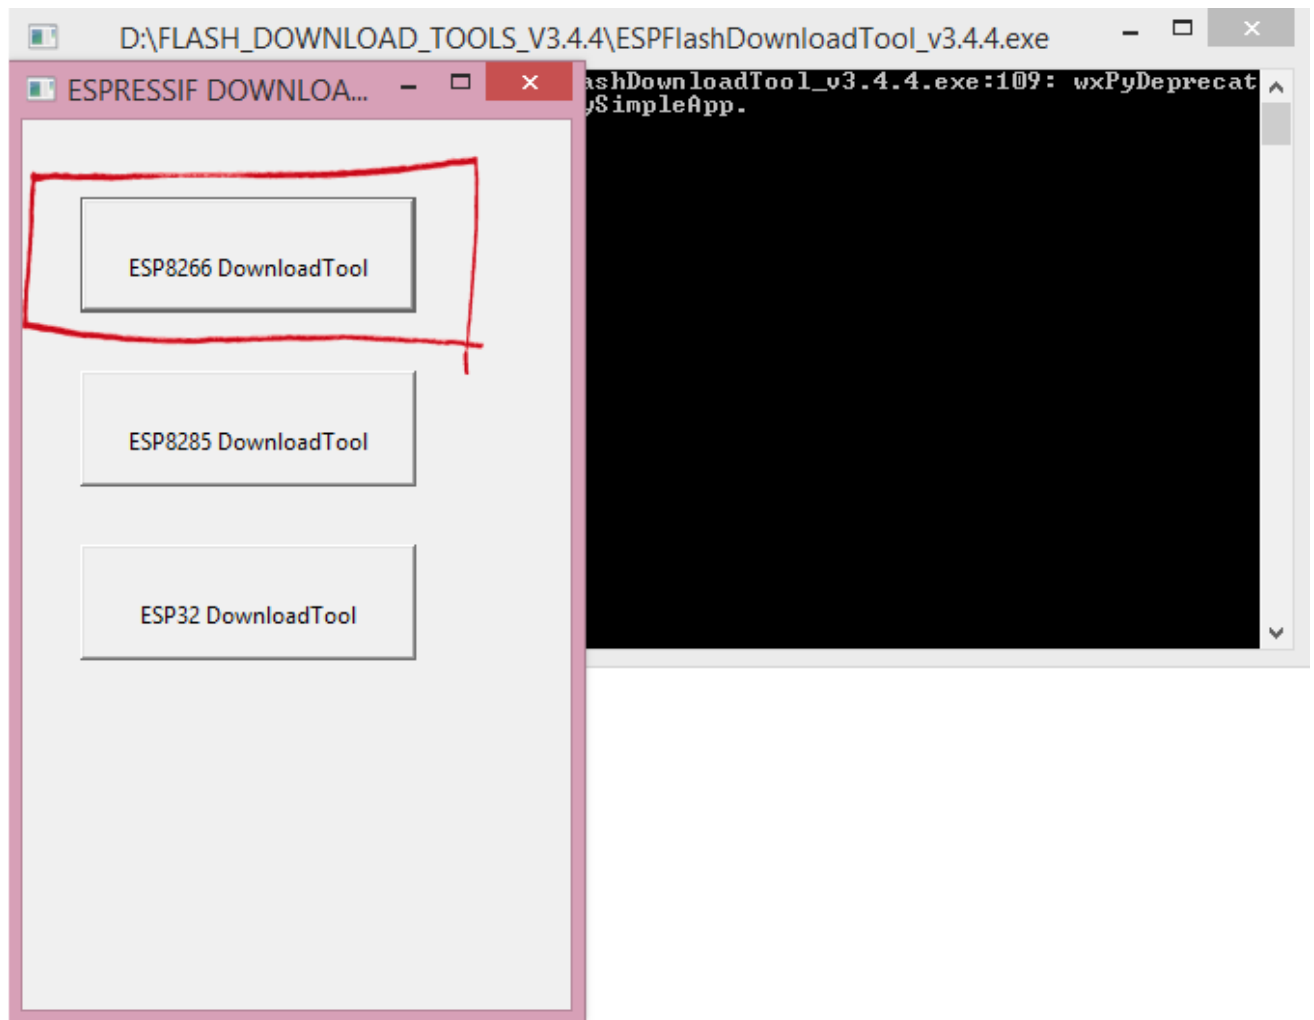 D:\FLASH_DOWNLOAD_TOOLS_V3.4.4\ESPFlashDownloadTool_v3.4.4.exe
ESPRESSIF DOWNLOA...
ashDownloadTool_v3.4.4.exe:109: wxPyDeprecat
ySimpleApp.
ESP8266 DownloadTool
ESP8285 DownloadTool
ESP32 DownloadTool